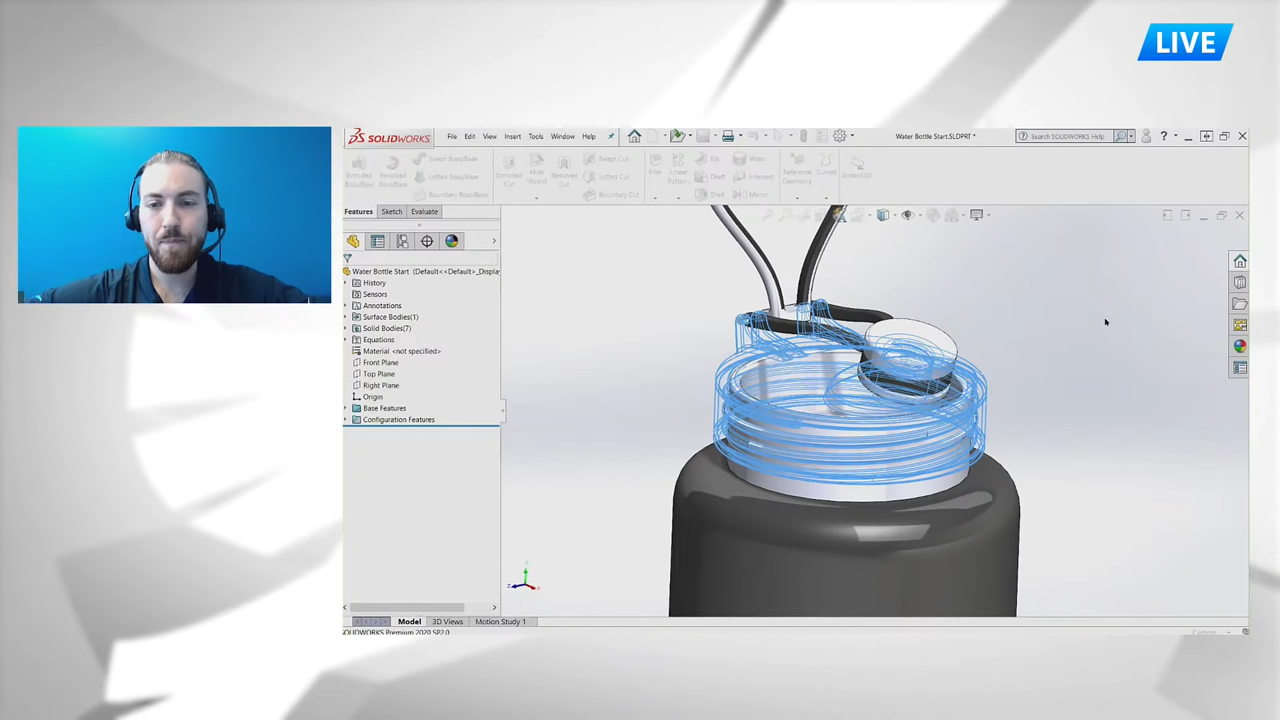 LIVE
SOLIDWORKS File Edit View Insert Tools Window Help Water Bottle Start.SLDPRT * Search SOLIDWORKS Help ?
Extruded Boss/Base Revolved Boss/Base Swept Boss/Base Lofted Boss/Base Boundary Boss/Base Extruded Cut Hole Wizard Revolved Cut Swept Cut Lofted Cut Boundary Cut Fillet Linear Pattern Rib Draft Shell Wrap Intersect Mirror Reference Geometry Curves Instant3D
Features Sketch Evaluate
Water Bottle Start (Default<<Default>_Displa
History
Sensors
Annotations
Surface Bodies(1)
Solid Bodies(7)
Equations
Material <not specified>
Front Plane
Top Plane
Right Plane
Origin
Base Features
Configuration Features
Model 3D Views Motion Study 1
SOLIDWORKS Premium 2020 SP2.0
Custom